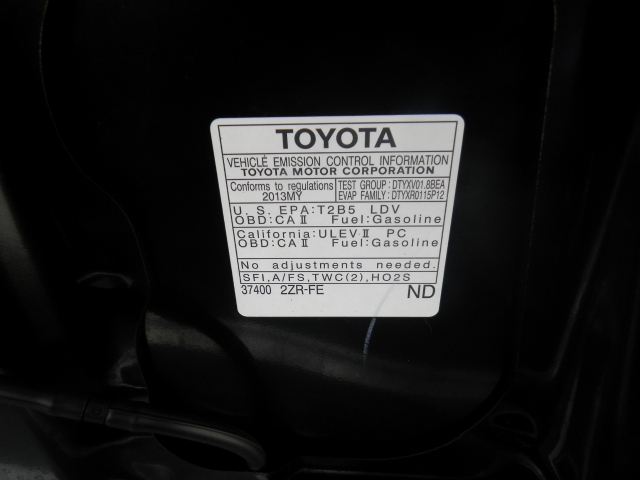 TOYOTA
VEHICLE EMISSION CONTROL INFORMATION
TOYOTA MOTOR CORPORATION
Conforms to regulations
2013MY
TEST GROUP : DTYXV01.8BEA
EVAP FAMILY : DTYXR0115P12
U. S. EPA:T2B5 LDV
OBD:CAⅡ Fuel:Gasoline
California:ULEVⅡ PC
OBD:CAⅡ Fuel:Gasoline
No adjustments needed.
SFI,A/FS,TWC(2),HO2S
37400 2ZR-FE ND